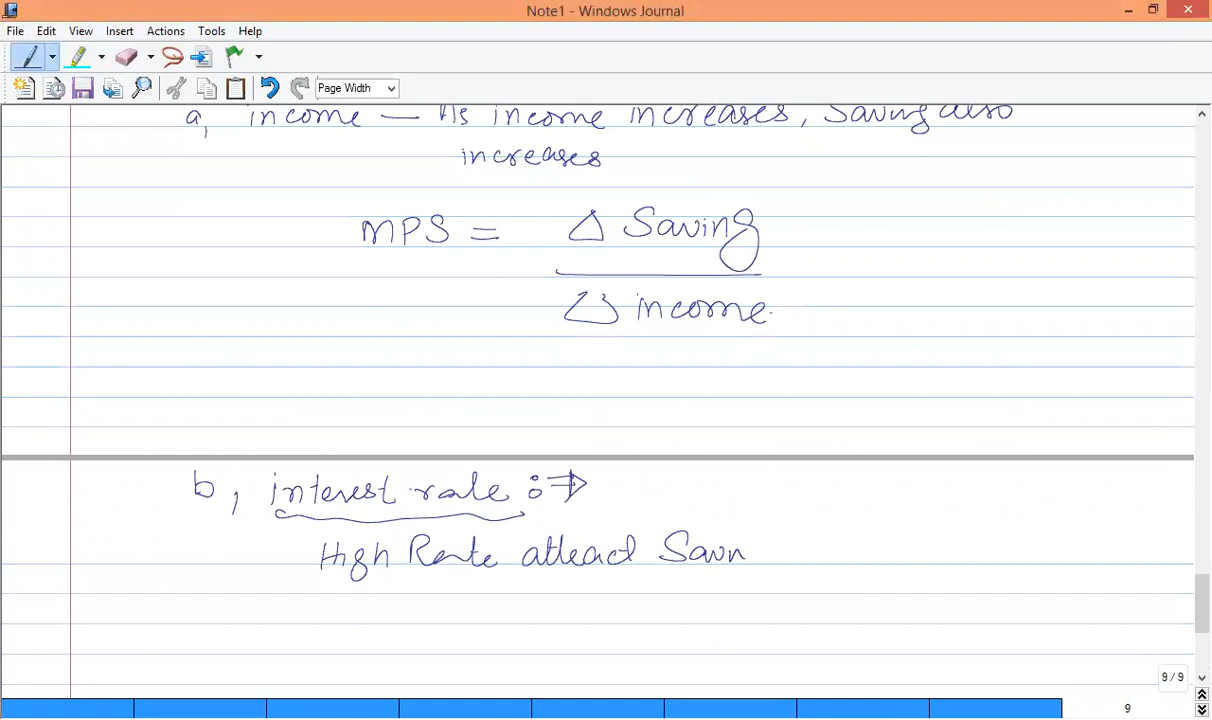 Note1 - Windows Journal
File Edit View Insert Actions Tools Help
Page Width
a, income — As income increases, Saving also
increases
MPS = Δ Saving
Δ income.
b, interest rate :⇒
High Rate attract Savin
9 / 9
9